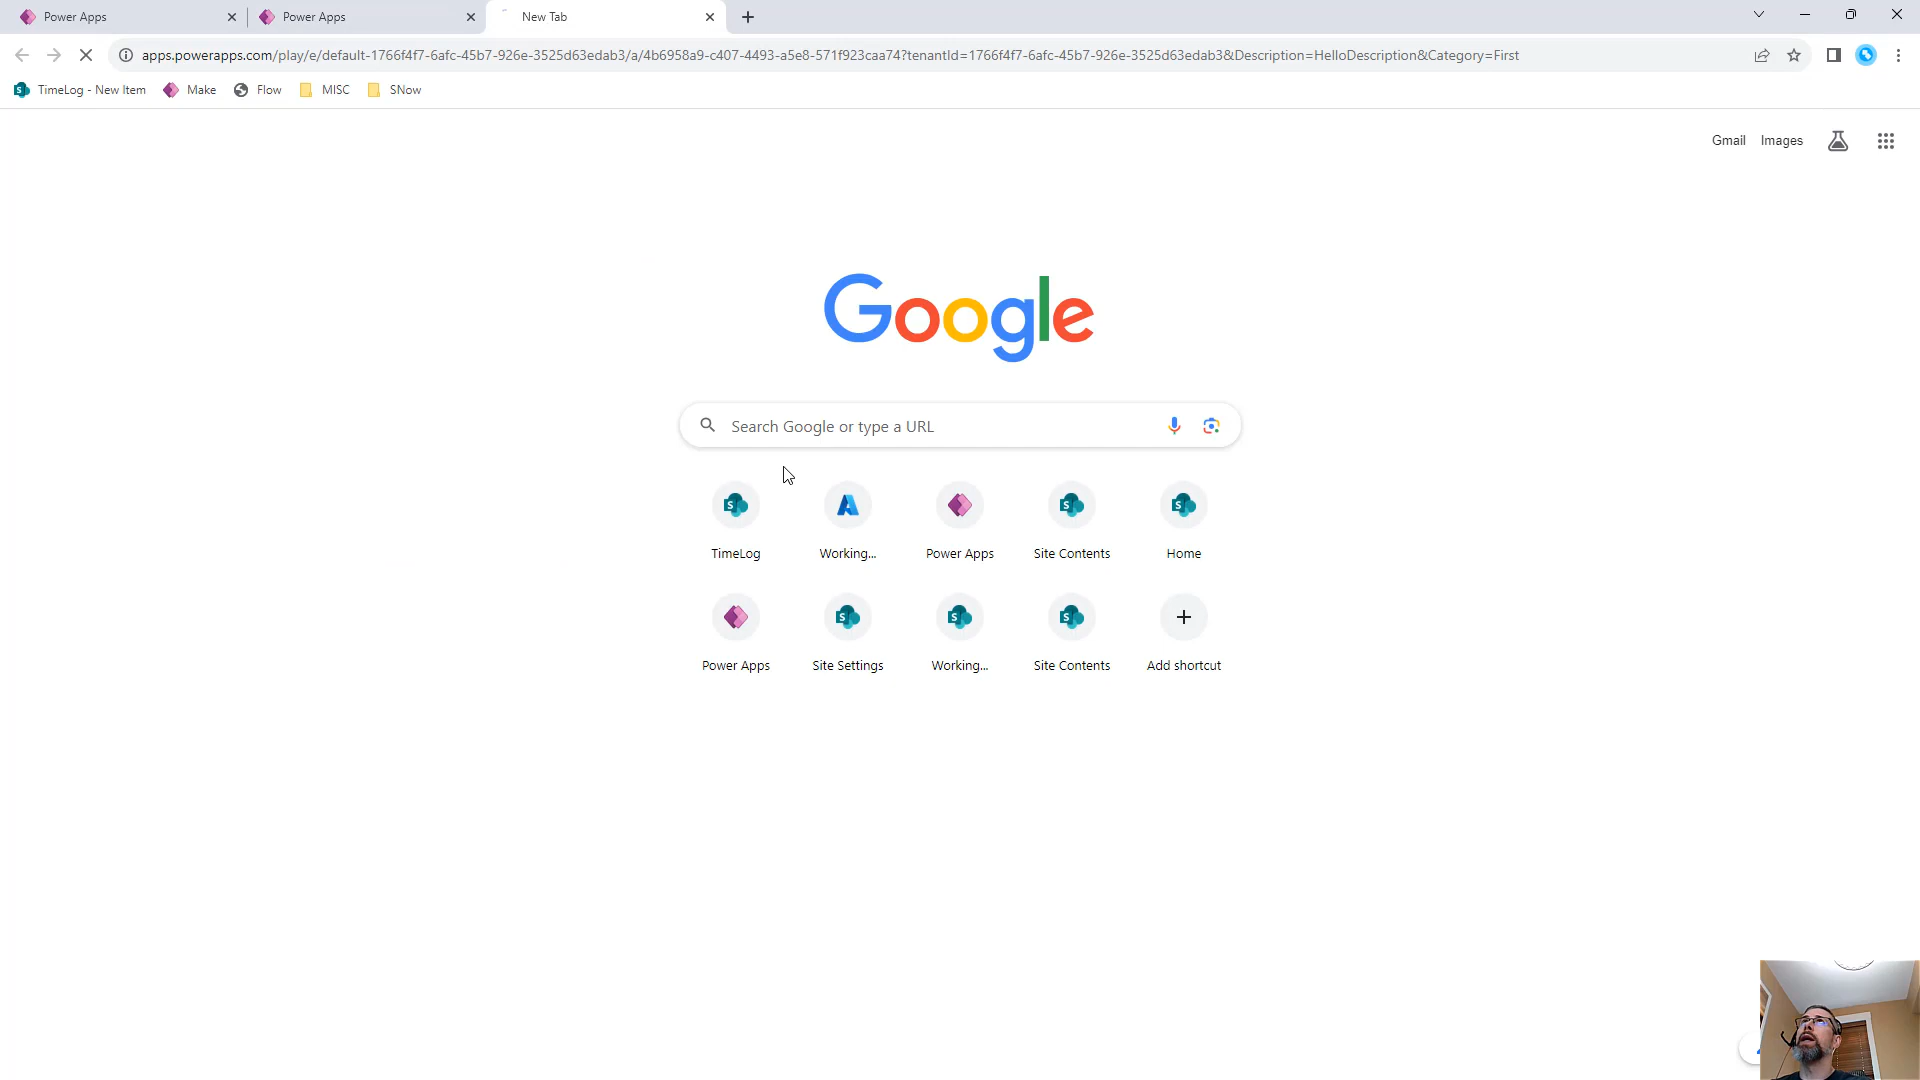 Power Apps
Power Apps
New Tab
apps.powerapps.com/play/e/default-1766f4f7-6afc-45b7-926e-3525d63edab3/a/4b6958a9-c407-4493-a5e8-571f923caa74?tenantId=1766f4f7-6afc-45b7-926e-3525d63edab3&Description=HelloDescription&Category=First
TimeLog - New Item
Make
Flow
MISC
SNow
Gmail
Images
Google
Search Google or type a URL
TimeLog
Working...
Power Apps
Site Contents
Home
Power Apps
Site Settings
Working...
Site Contents
Add shortcut